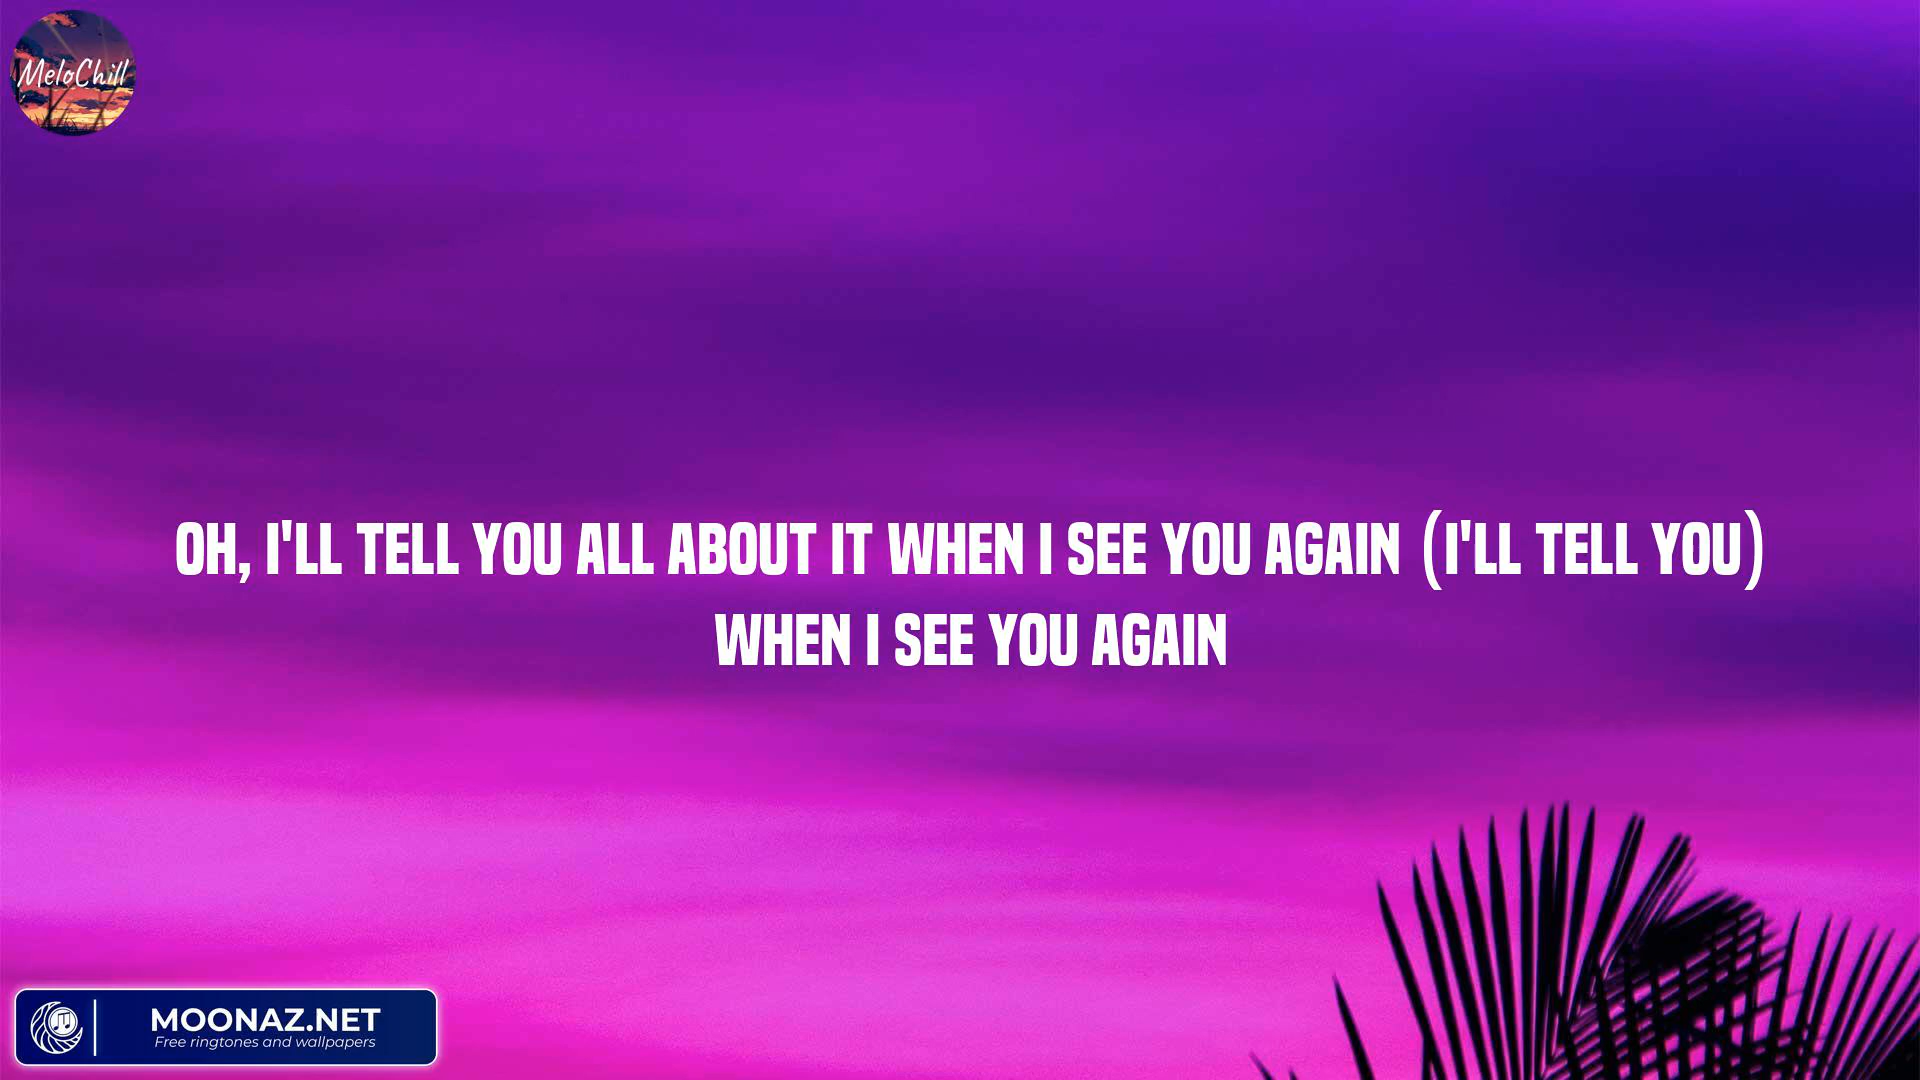 MeloChill
OH, I'LL TELL YOU ALL ABOUT IT WHEN I SEE YOU AGAIN (I'LL TELL YOU)
WHEN I SEE YOU AGAIN
MOONAZ.NET
Free ringtones and wallpapers